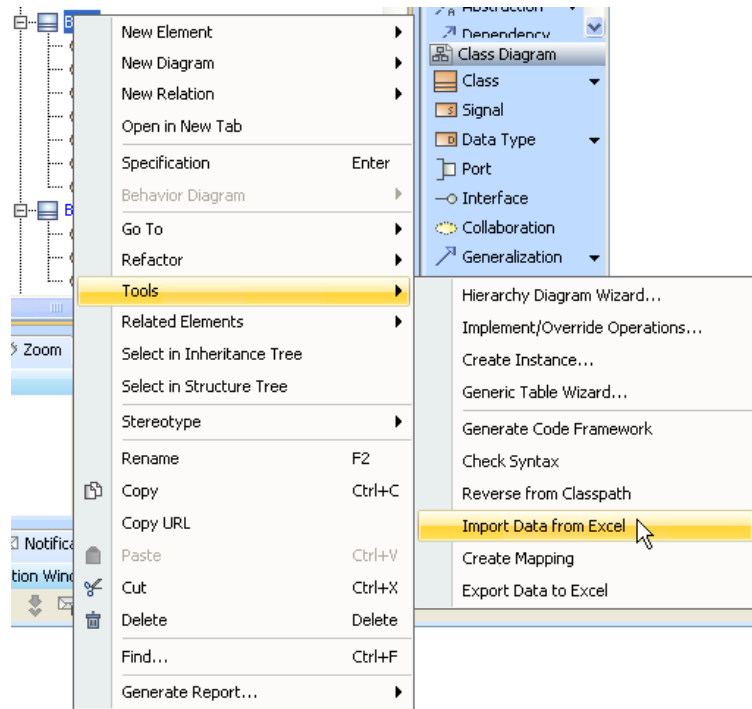 New Element
New Diagram
New Relation
Open in New Tab
Specification Enter
Behavior Diagram
Go To
Refactor
Tools
Related Elements
Select in Inheritance Tree
Select in Structure Tree
Stereotype
Rename F2
Copy Ctrl+C
Copy URL
Paste Ctrl+V
Cut Ctrl+X
Delete Delete
Find... Ctrl+F
Generate Report...
Dependency
Class Diagram
Class
Signal
Data Type
Port
Interface
Collaboration
Generalization
Hierarchy Diagram Wizard...
Implement/Override Operations...
Create Instance...
Generic Table Wizard...
Generate Code Framework
Check Syntax
Reverse from Classpath
Import Data from Excel
Create Mapping
Export Data to Excel
Zoom